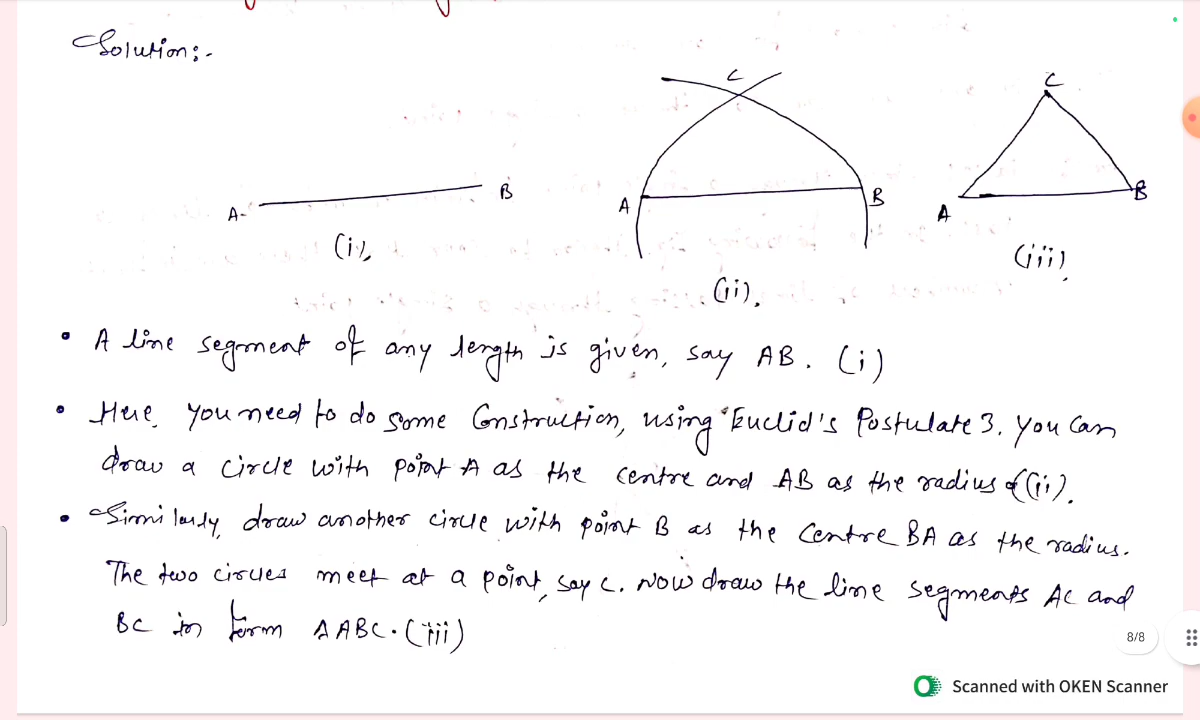 Solution:-
A
B
(i),
C
A
B
(ii).
C
A
B
(iii).
• A line segment of any length is given, say AB. (i)
• Here, you need to do some Construction, using "Euclid's Postulate 3. You can
draw a circle with point A as the centre and AB as the radius (ii).
• Similarly, draw another circle with point B as the Centre BA as the radius.
The two circles meet at a point, say C. Now draw the line segments AC and
BC to form ΔABC. (iii)
8/8
Scanned with OKEN Scanner